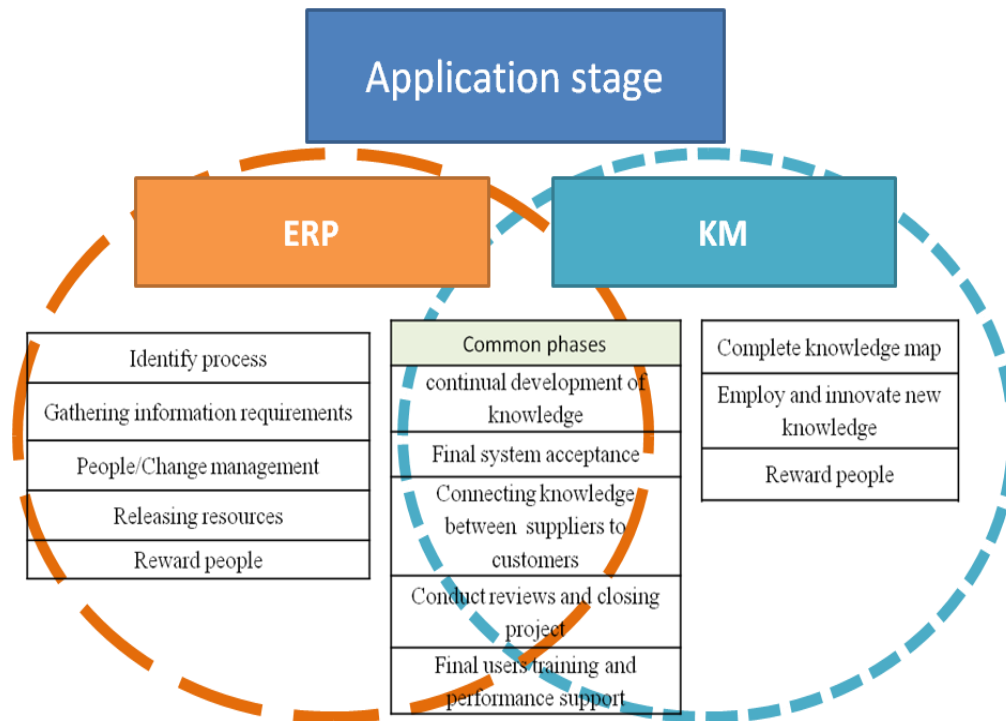 Application stage
ERP
KM
Identify process
Gathering information requirements
People/Change management
Releasing resources
Reward people
Common phases
continual development of
knowledge
Final system acceptance
Connecting knowledge
between suppliers to
customers
Conduct reviews and closing
project
Final users training and
performance support
Complete knowledge map
Employ and innovate new
knowledge
Reward people